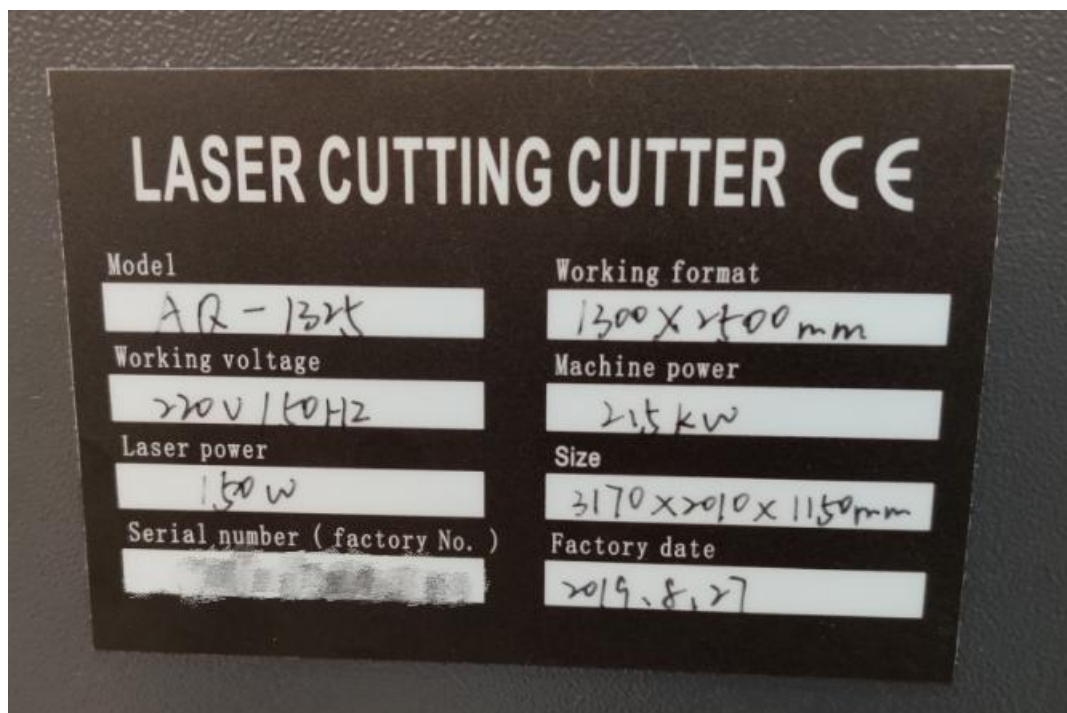 LASER CUTTING CUTTER CE
Model
AQ-1325
Working format
1300X2500mm
Working voltage
220V/50HZ
Machine power
2.5kw
Laser power
150w
Size
3170x2010x1150mm
Serial number ( factory No. )
Factory date
2019.8.27